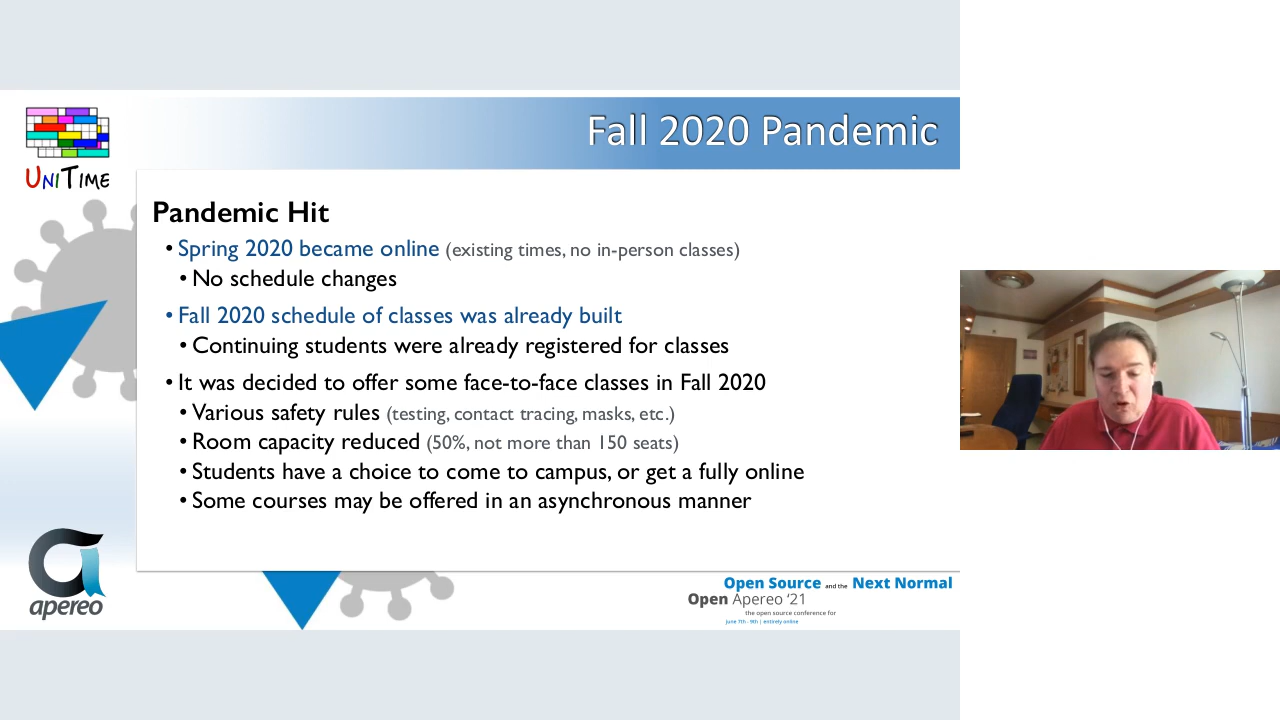 Fall 2020 Pandemic
UniTime
Pandemic Hit
• Spring 2020 became online (existing times, no in-person classes)
• No schedule changes
• Fall 2020 schedule of classes was already built
• Continuing students were already registered for classes
• It was decided to offer some face-to-face classes in Fall 2020
• Various safety rules (testing, contact tracing, masks, etc.)
• Room capacity reduced (50%, not more than 150 seats)
• Students have a choice to come to campus, or get a fully online
• Some courses may be offered in an asynchronous manner
apereo
Open Source and the Next Normal
Open Apereo ‘21
the open source conference for
June 7th - 9th | entirely online